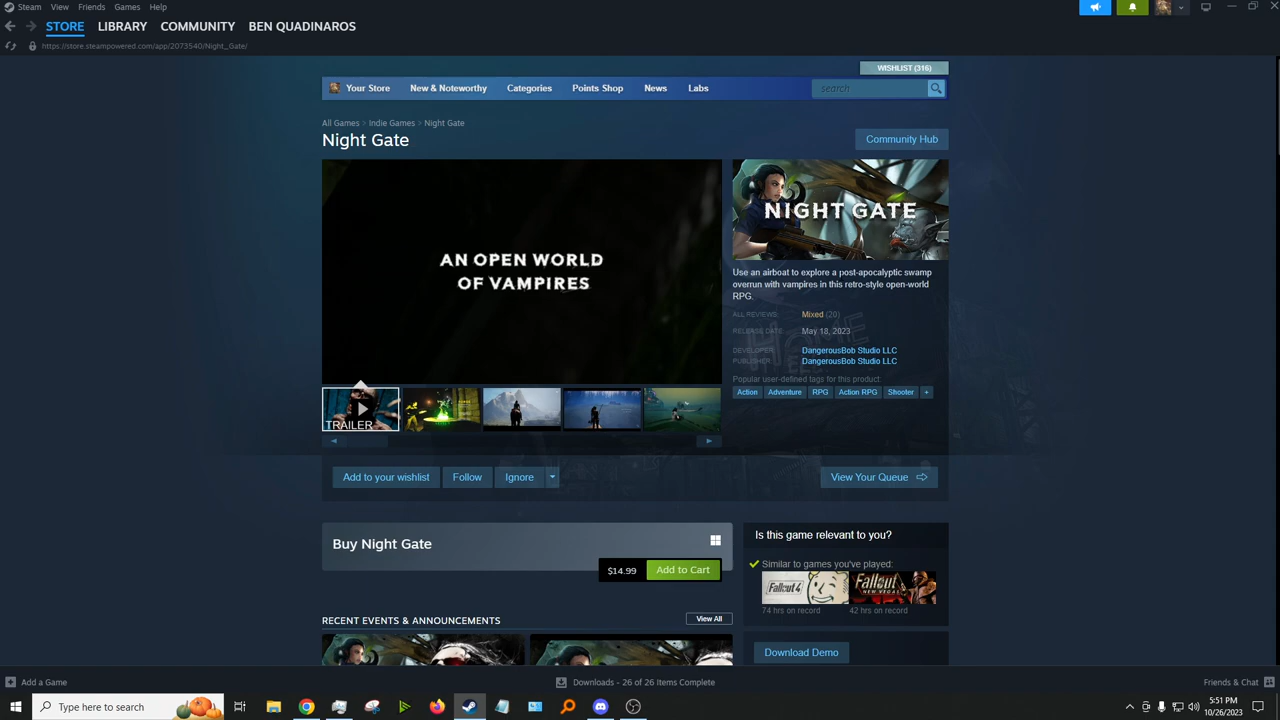 Steam View Friends Games Help
STORE LIBRARY COMMUNITY BEN QUADINAROS
https://store.steampowered.com/app/2073540/Night_Gate/
WISHLIST (316)
Your Store New & Noteworthy Categories Points Shop News Labs search
All Games > Indie Games > Night Gate
Night Gate
Community Hub
AN OPEN WORLD
OF VAMPIRES
NIGHT GATE
Use an airboat to explore a post-apocalyptic swamp
overrun with vampires in this retro-style open-world
RPG.
ALL REVIEWS: Mixed (20)
RELEASE DATE: May 18, 2023
DEVELOPER: DangerousBob Studio LLC
PUBLISHER: DangerousBob Studio LLC
Popular user-defined tags for this product:
Action Adventure RPG Action RPG Shooter +
TRAILER
Add to your wishlist Follow Ignore View Your Queue
Buy Night Gate
$14.99 Add to Cart
Is this game relevant to you?
Similar to games you've played:
Fallout 4 Fallout NEW VEGAS
74 hrs on record 42 hrs on record
RECENT EVENTS & ANNOUNCEMENTS View All
Download Demo
Add a Game Downloads - 26 of 26 Items Complete Friends & Chat
Type here to search
5:51 PM
10/26/2023